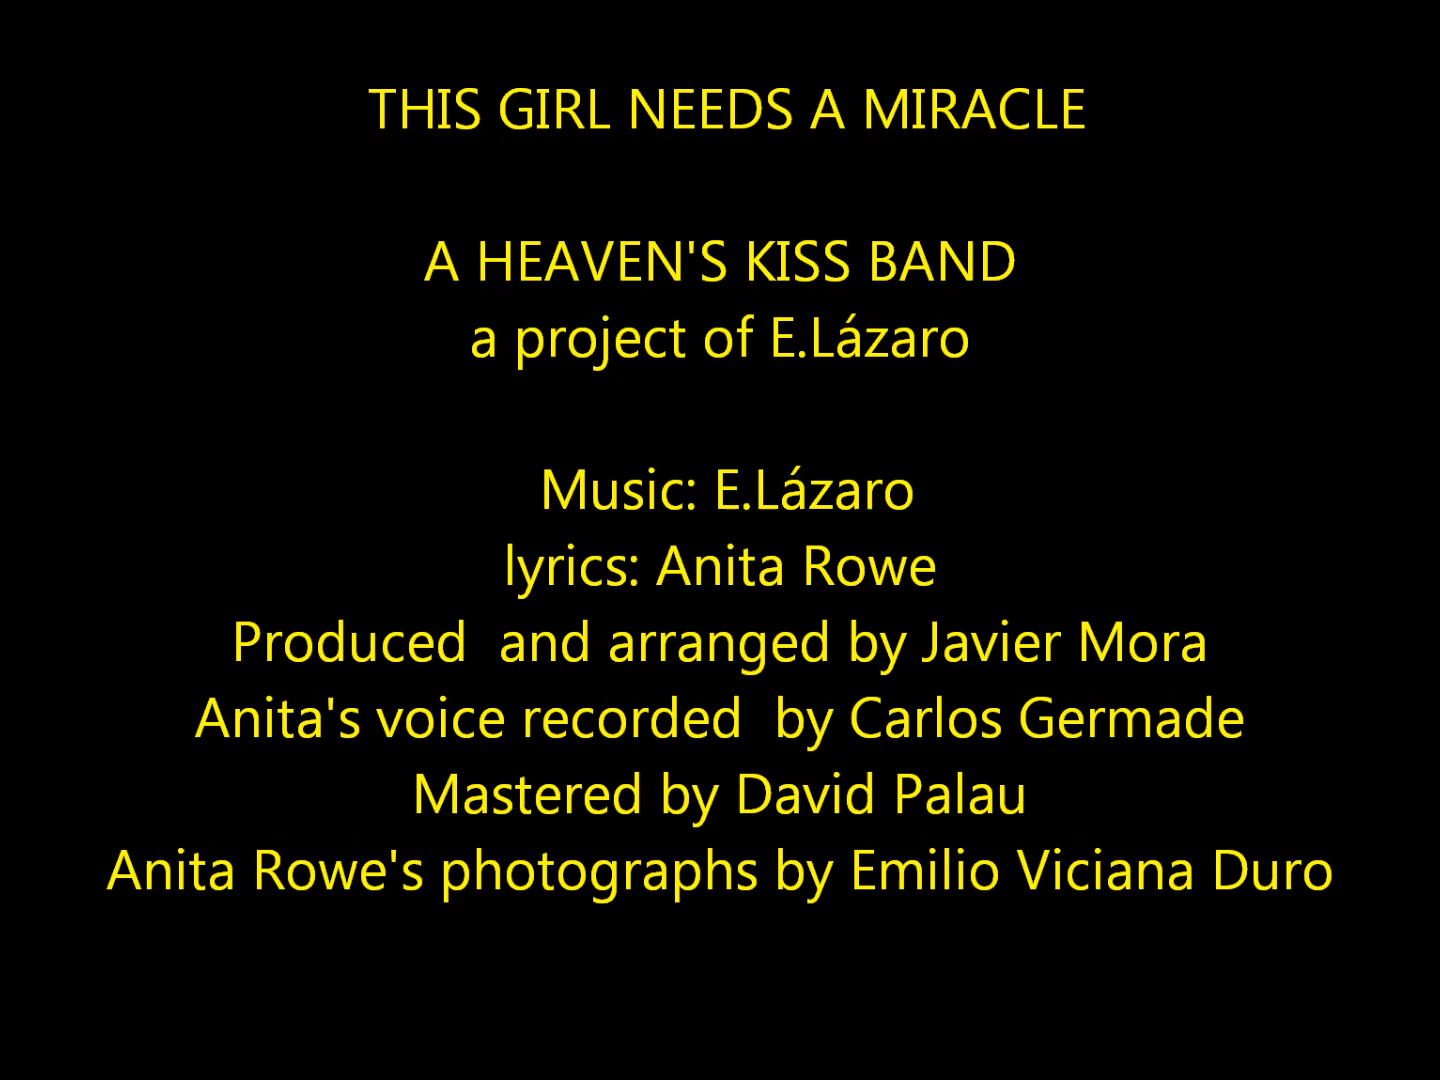 THIS GIRL NEEDS A MIRACLE
A HEAVEN'S KISS BAND
a project of E.Lázaro
Music: E.Lázaro
lyrics: Anita Rowe
Produced  and arranged by Javier Mora
Anita's voice recorded  by Carlos Germade
Mastered by David Palau
Anita Rowe's photographs by Emilio Viciana Duro